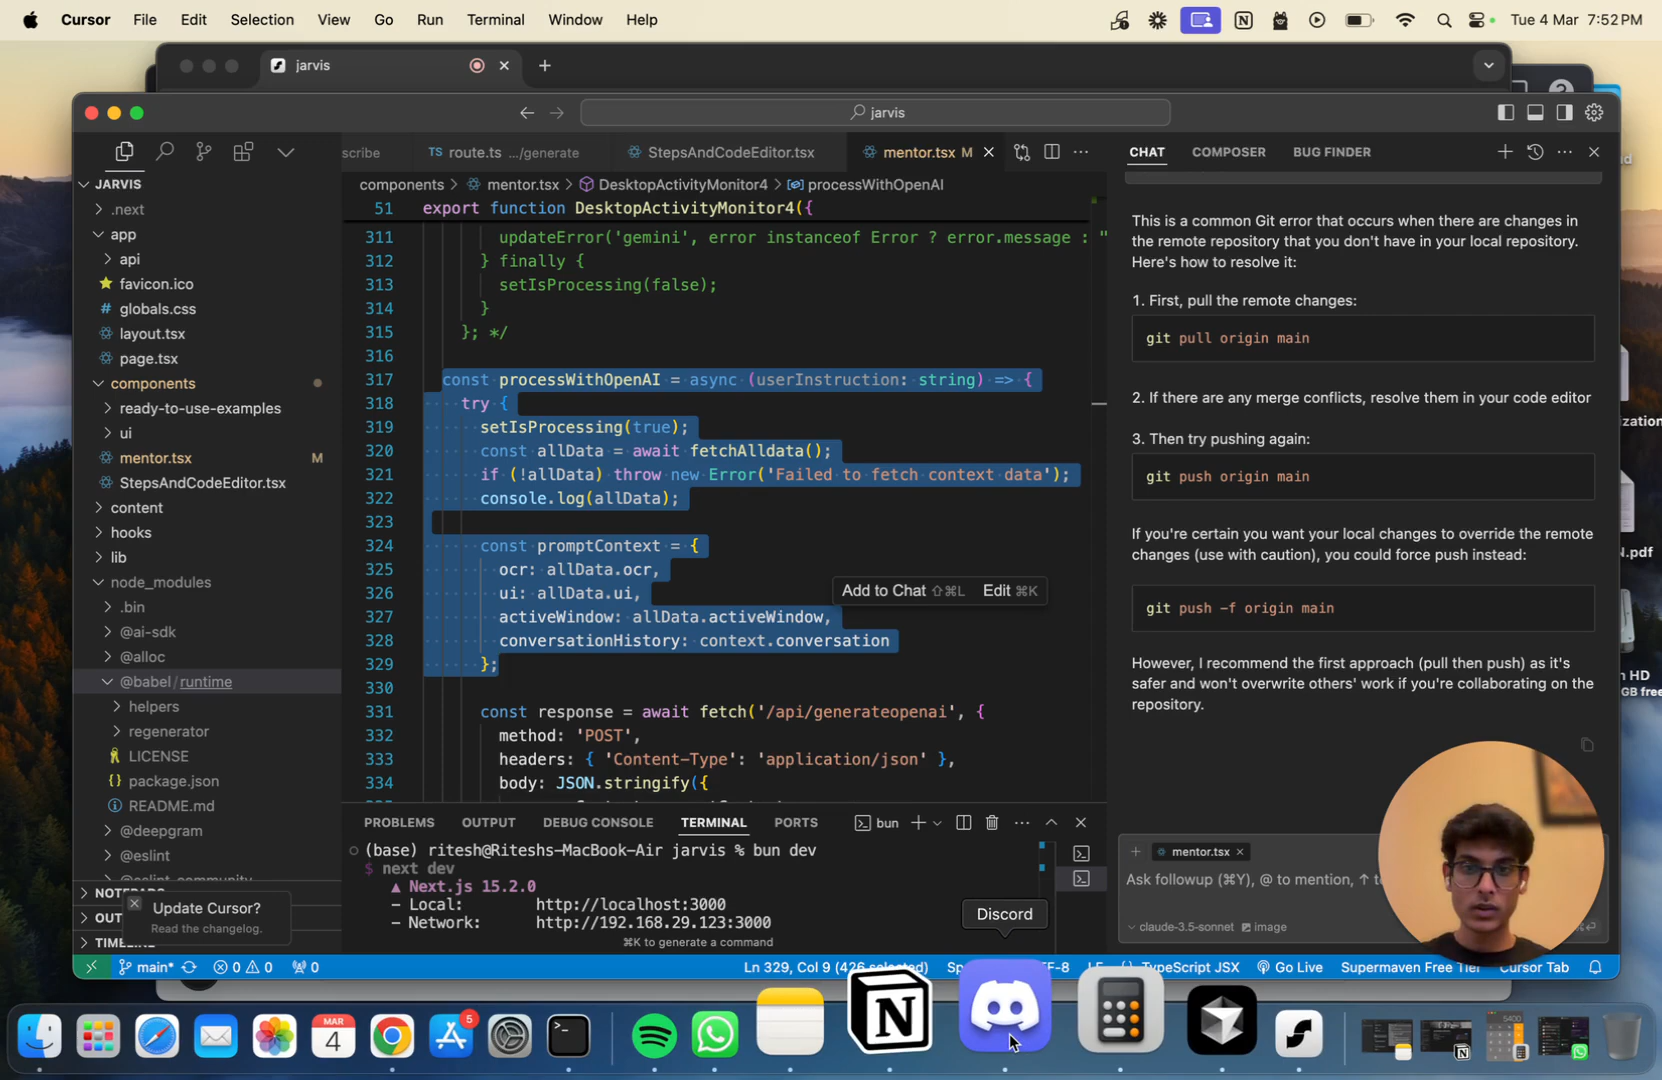 Cursor File Edit Selection View Go Run Terminal Window Help Tue 4 Mar 7:52 PM
jarvis
jarvis
scribe route.ts .../generate StepsAndCodeEditor.tsx mentor.tsx M
CHAT COMPOSER BUG FINDER
JARVIS
.next
app
api
favicon.ico
globals.css
layout.tsx
page.tsx
components
ready-to-use-examples
ui
mentor.tsx M
StepsAndCodeEditor.tsx
content
hooks
lib
node_modules
.bin
@ai-sdk
@alloc
@babel/runtime
helpers
regenerator
LICENSE
package.json
README.md
@deepgram
@eslint
NOTEPADS
OUT
TIMELINE
Update Cursor?
Read the changelog.
components > mentor.tsx > DesktopActivityMonitor4 > processWithOpenAI
51 export function DesktopActivityMonitor4({
311 updateError('gemini', error instanceof Error ? error.message : "
312 } finally {
313 setIsProcessing(false);
314 }
315 }; */
316
317 const processWithOpenAI = async (userInstruction: string) => {
318 try {
319 setIsProcessing(true);
320 const allData = await fetchAlldata();
321 if (!allData) throw new Error('Failed to fetch context data');
322 console.log(allData);
323
324 const promptContext = {
325 ocr: allData.ocr,
326 ui: allData.ui,
327 activeWindow: allData.activeWindow,
328 conversationHistory: context.conversation
329 };
330
331 const response = await fetch('/api/generateopenai', {
332 method: 'POST',
333 headers: { 'Content-Type': 'application/json' },
334 body: JSON.stringify({
Add to Chat ⇧⌘L Edit ⌘K
PROBLEMS OUTPUT DEBUG CONSOLE TERMINAL PORTS bun
(base) ritesh@Riteshs-MacBook-Air jarvis % bun dev
$ next dev
▲ Next.js 15.2.0
- Local: http://localhost:3000
- Network: http://192.168.29.123:3000
⌘K to generate a command
Discord
This is a common Git error that occurs when there are changes in
the remote repository that you don't have in your local repository.
Here's how to resolve it:
1. First, pull the remote changes:
git pull origin main
2. If there are any merge conflicts, resolve them in your code editor
3. Then try pushing again:
git push origin main
If you're certain you want your local changes to override the remote
changes (use with caution), you could force push instead:
git push -f origin main
However, I recommend the first approach (pull then push) as it's
safer and won't overwrite others' work if you're collaborating on the
repository.
mentor.tsx
Ask followup (⌘Y), @ to mention, ↑ to
claude-3.5-sonnet image
main* 0 0 0 Ln 329, Col 9 (426 selected) TypeScript JSX Go Live Supermaven Free Tier Cursor Tab
N.pdf
HD
GB free
MAR
4
5